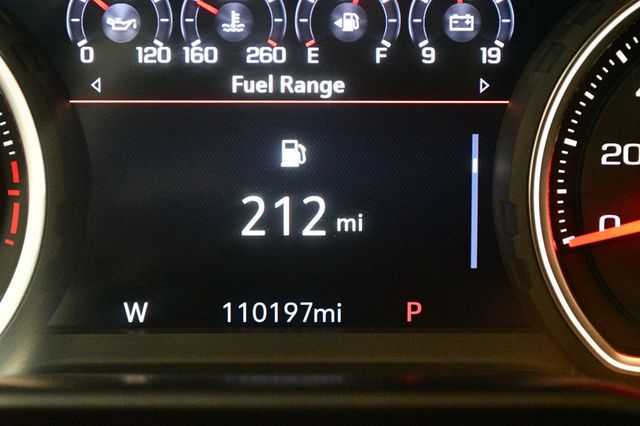 0 120 160 260 E F 9 19
Fuel Range
20
212 mi
0
W 110197mi P